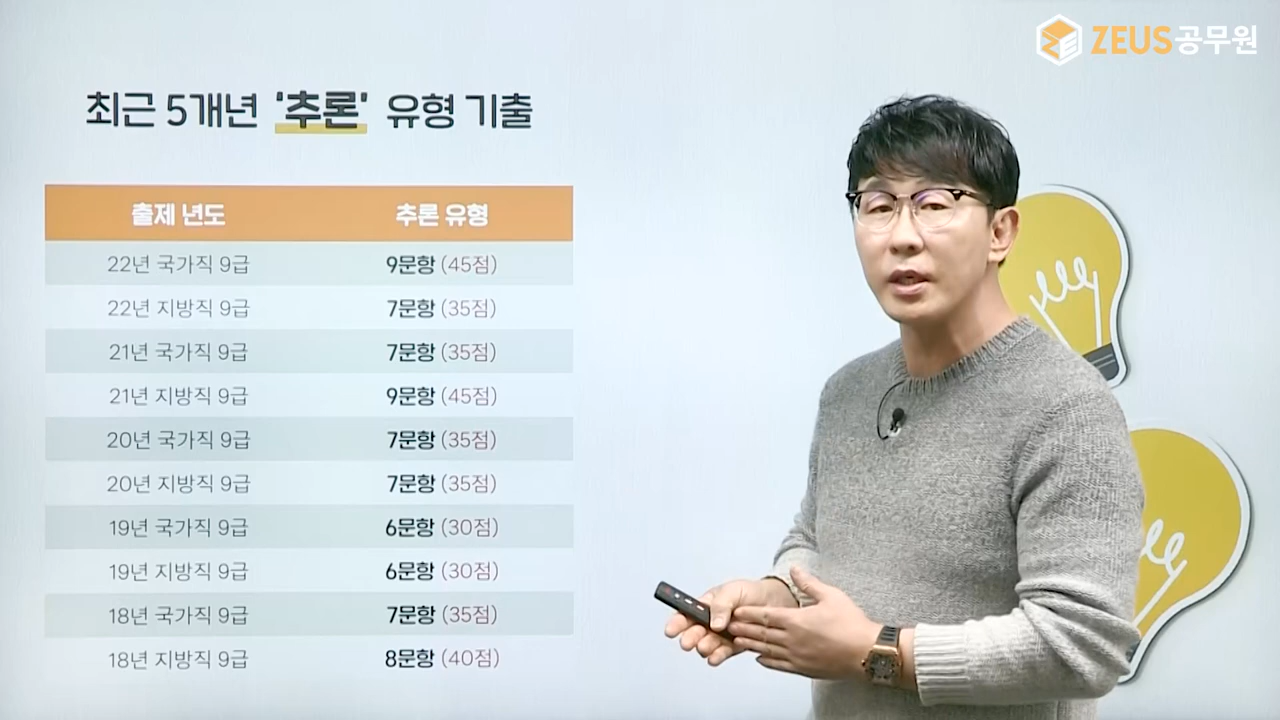 ZEUS공무원
최근 5개년 '추론' 유형 기출
출제 년도 추론 유형
22년 국가직 9급 9문항 (45점)
22년 지방직 9급 7문항 (35점)
21년 국가직 9급 7문항 (35점)
21년 지방직 9급 9문항 (45점)
20년 국가직 9급 7문항 (35점)
20년 지방직 9급 7문항 (35점)
19년 국가직 9급 6문항 (30점)
19년 지방직 9급 6문항 (30점)
18년 국가직 9급 7문항 (35점)
18년 지방직 9급 8문항 (40점)